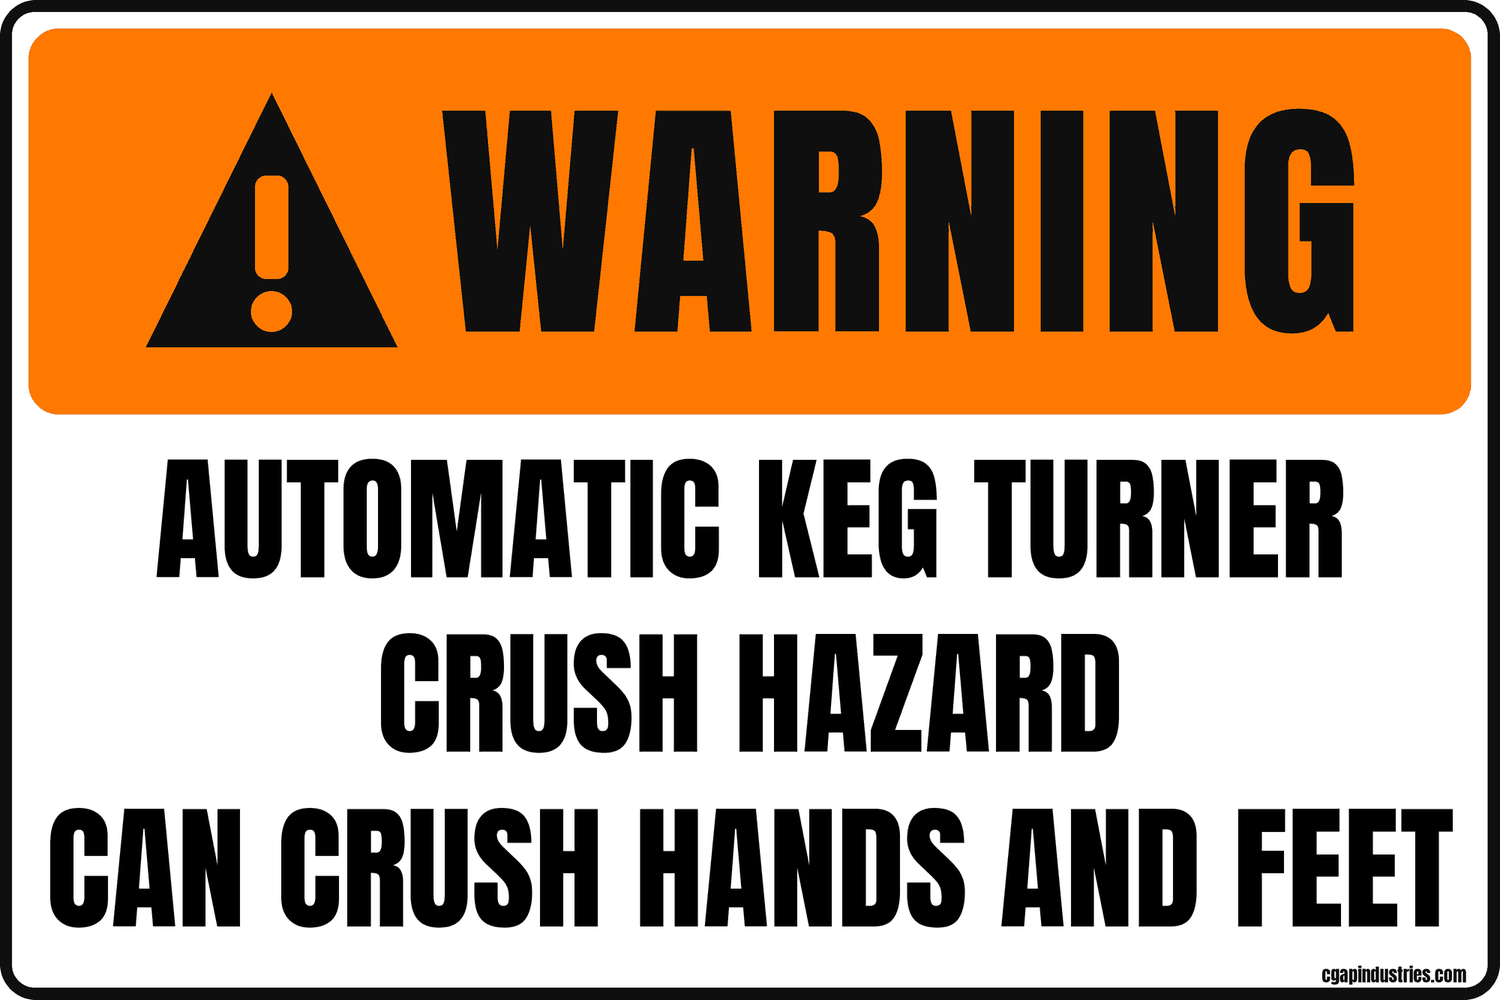 WARNING
AUTOMATIC KEG TURNER
CRUSH HAZARD
CAN CRUSH HANDS AND FEET
cgapindustries.com